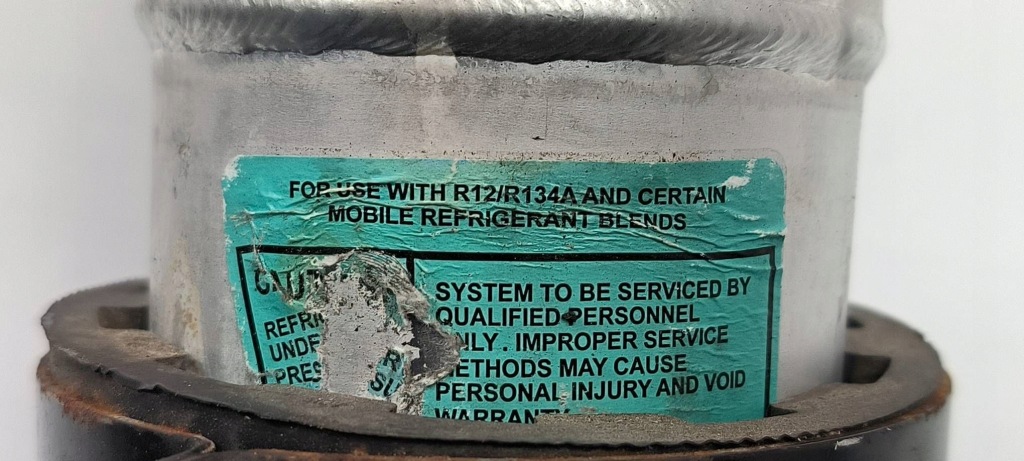 FOR USE WITH R12/R134A AND CERTAIN
MOBILE REFRIGERANT BLENDS
SYSTEM TO BE SERVICED BY
QUALIFIED PERSONNEL
IMPROPER SERVICE
METHODS MAY CAUSE
PERSONAL INJURY AND VOID
WARRANTY